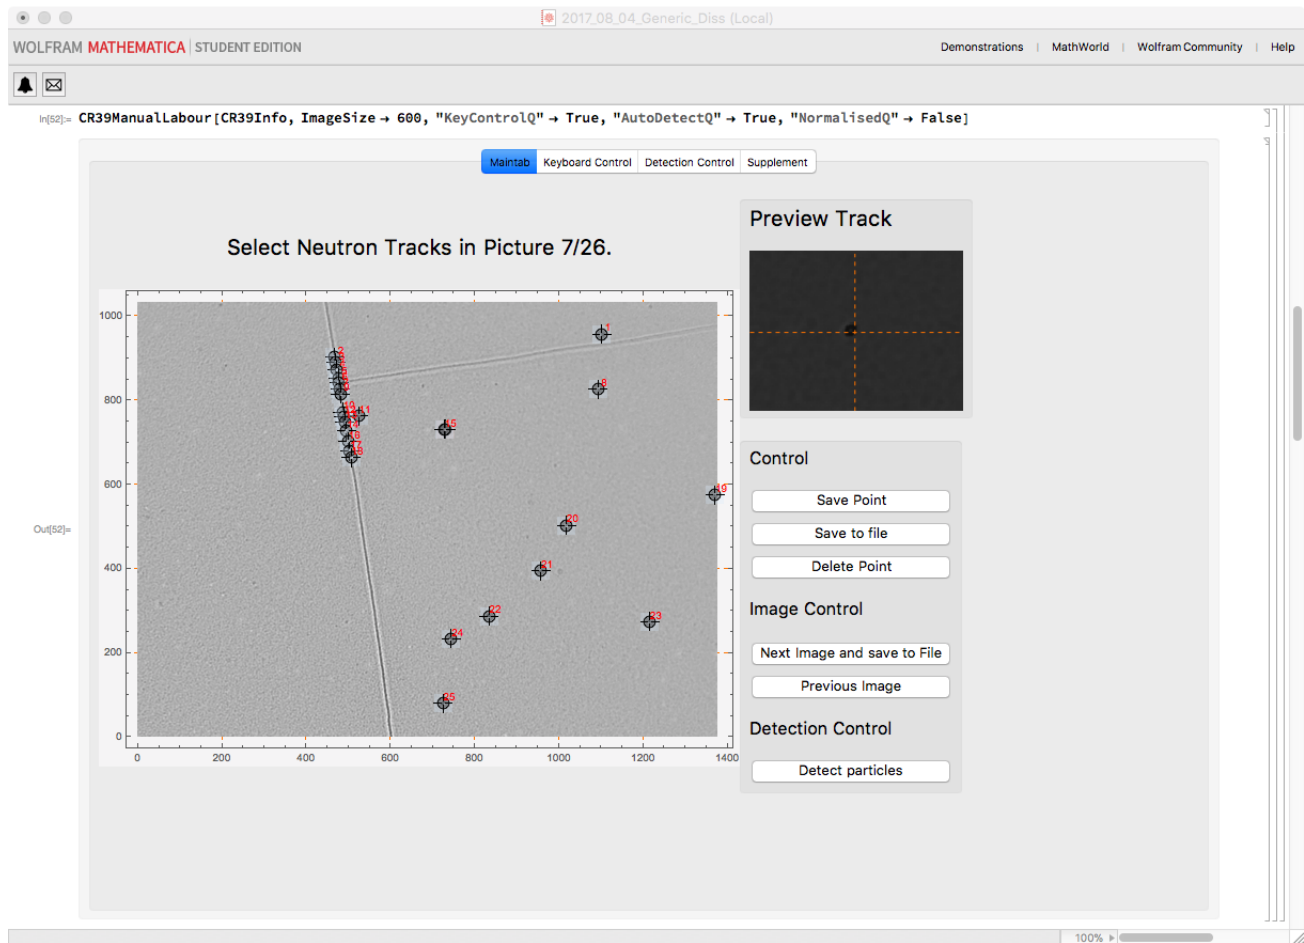 2017_08_04_Generic_Diss (Local)
WOLFRAM MATHEMATICA STUDENT EDITION
Demonstrations | MathWorld | Wolfram Community | Help
In[52]:= CR39ManualLabour[CR39Info, ImageSize → 600, "KeyControlQ" → True, "AutoDetectQ" → True, "NormalisedQ" → False]
Maintab Keyboard Control Detection Control Supplement
Preview Track
Select Neutron Tracks in Picture 7/26.
1000
1
2
8
800
11
15
18
600
19
20
Out[52]=
400
21
22
23
200
24
25
0
0 200 400 600 800 1000 1200 1400
Control
Save Point
Save to file
Delete Point
Image Control
Next Image and save to File
Previous Image
Detection Control
Detect particles
100%